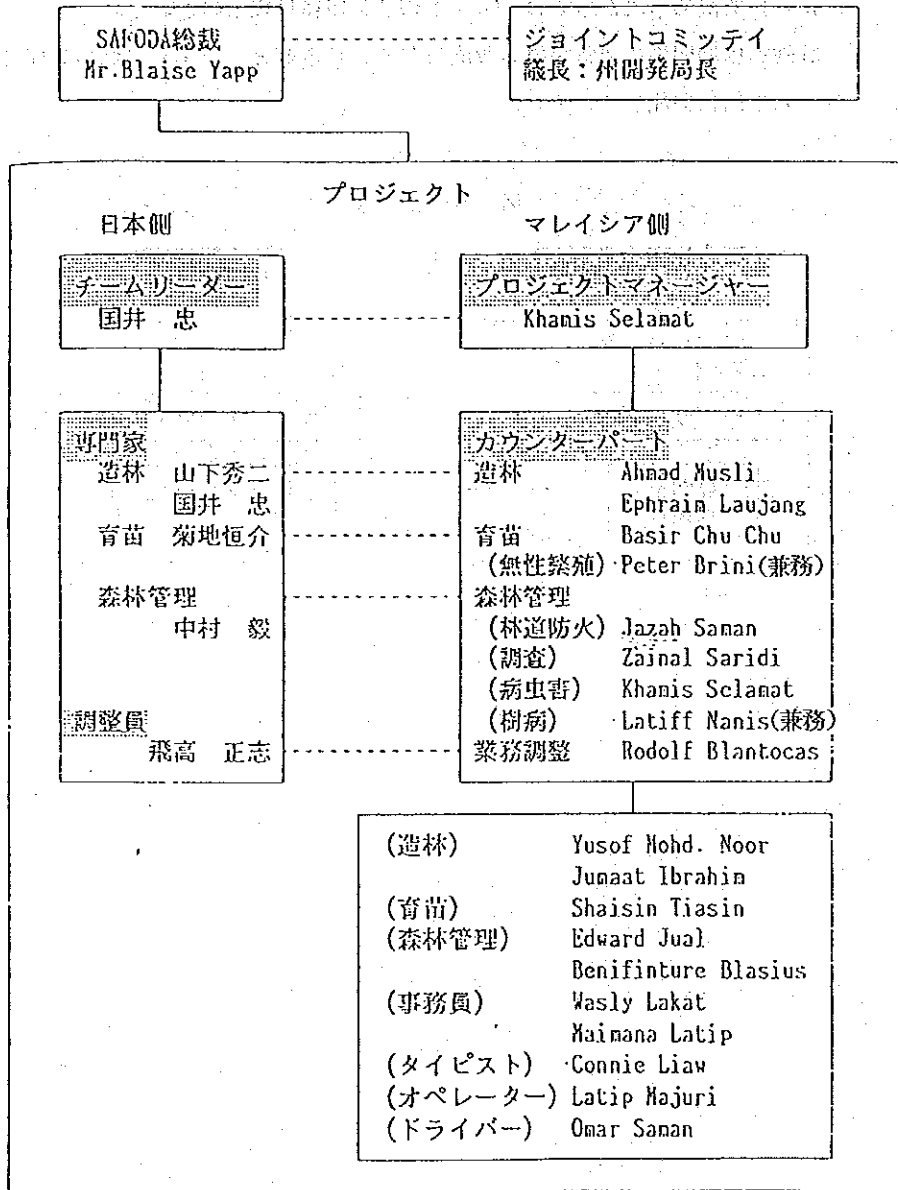 SAFODA総裁
Mr.Blaise Yapp
ジョイントコミッテイ
議長：州開発局長
プロジェクト
日本側
マレイシア側
チームリーダー
国井　忠
プロジェクトマネージャー
Khamis Selamat
専門家
造林　山下秀二
国井　忠
育苗　菊地恒介
森林管理
中村　毅
調整員
飛高　正志
カウンターパート
造林　Ahmad Musli
Ephraim Laujang
育苗　Basir Chu Chu
(無性繁殖) Peter Brini(兼務)
森林管理
(林道防火) Jazah Saman
(調査)　Zainal Saridi
(病虫害)　Khamis Selamat
(樹病)　Latiff Nanis(兼務)
業務調整　Rodolf Blantocas
(造林)　Yusof Mohd. Noor
Jumaat Ibrahim
(育苗)　Shaisin Tiasin
(森林管理)　Edward Jual
Benifinture Blasius
(事務員)　Wasly Lakat
Maimana Latip
(タイピスト)　Connie Liaw
(オペレーター) Latip Majuri
(ドライバー)　Omar Saman